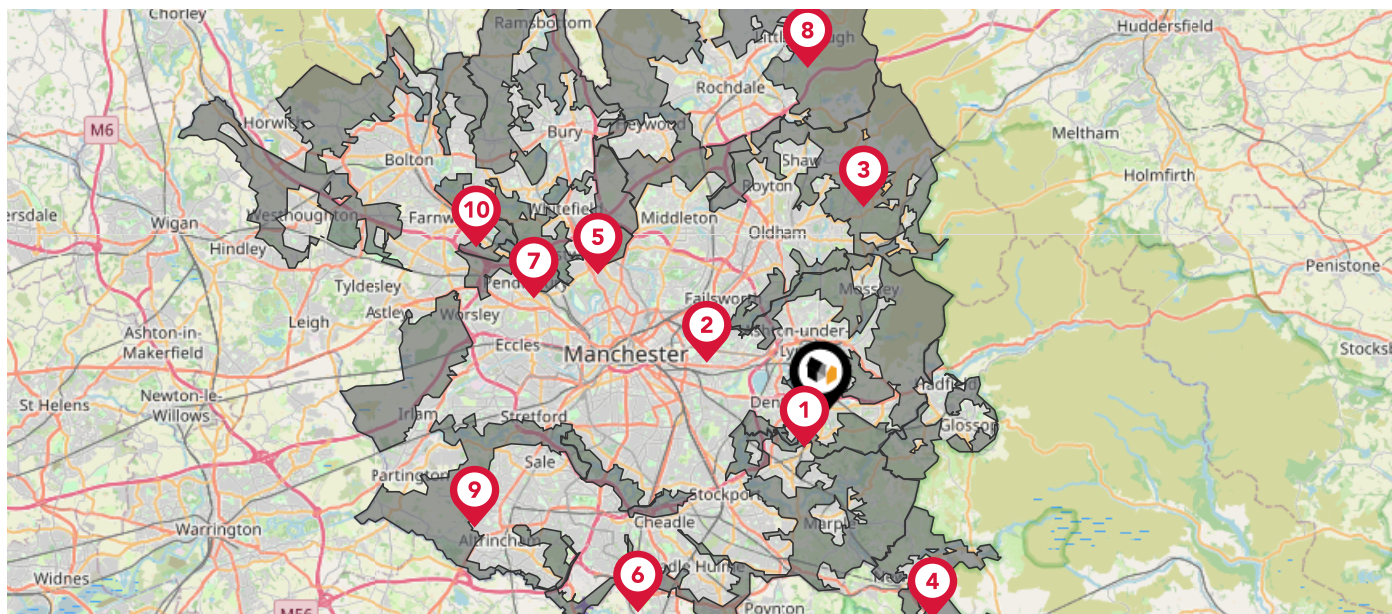 Chorley
Ramsbottom
Huddersfield
8
Rochdale
M6
Horwich
Bury
Heywood
Meltham
Bolton
Shaw
3
Holmfirth
Royton
Wigan
Westhoughton
10
Whitefield
Middleton
5
Oldham
Hindley
7
Penistone
Tyldesley
Mossley
Astley
Worsley
Failsworth
Leigh
2
Ashton-in-
Makerfield
Eccles
Manchester
St Helens
Newton-le-
Willows
Irlam
Stretford
1
Hadfield
Glossop
Partington
Sale
9
Stockport
Warrington
Cheadle
Marple
Altrincham
Widnes
6
4
M56
Poynton